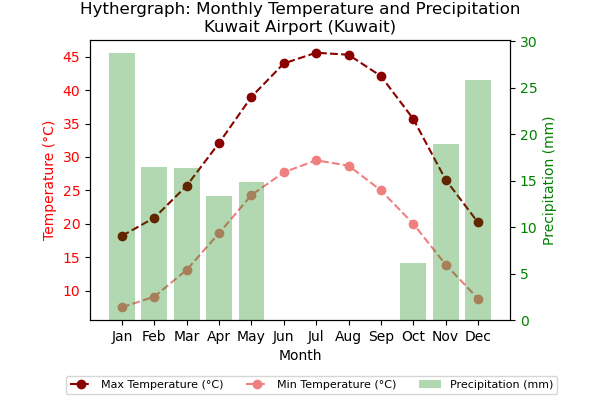 Hythergraph: Monthly Temperature and Precipitation
Kuwait Airport (Kuwait)
Temperature (°C)
45
40
35
30
25
20
15
10
Precipitation (mm)
30
25
20
15
10
5
0
Jan Feb Mar Apr May Jun Jul Aug Sep Oct Nov Dec
Month
Max Temperature (°C) Min Temperature (°C) Precipitation (mm)